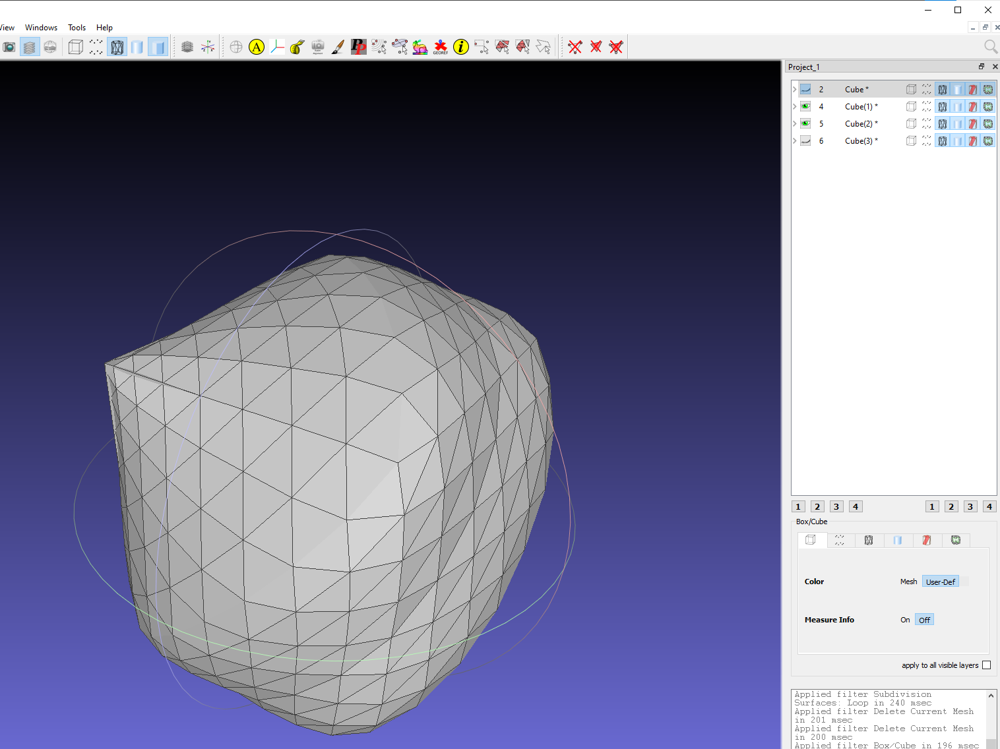 View Windows Tools Help
A PP GEOREF i
Project_1
2 Cube *
4 Cube(1) *
5 Cube(2) *
6 Cube(3) *
1 2 3 4 1 2 3 4
Box/Cube
Color Mesh User-Def
Measure Info On Off
apply to all visible layers
Applied filter Subdivision
Surfaces: Loop in 240 msec
Applied filter Delete Current Mesh
in 201 msec
Applied filter Delete Current Mesh
in 200 msec
Applied filter Box/Cube in 196 msec